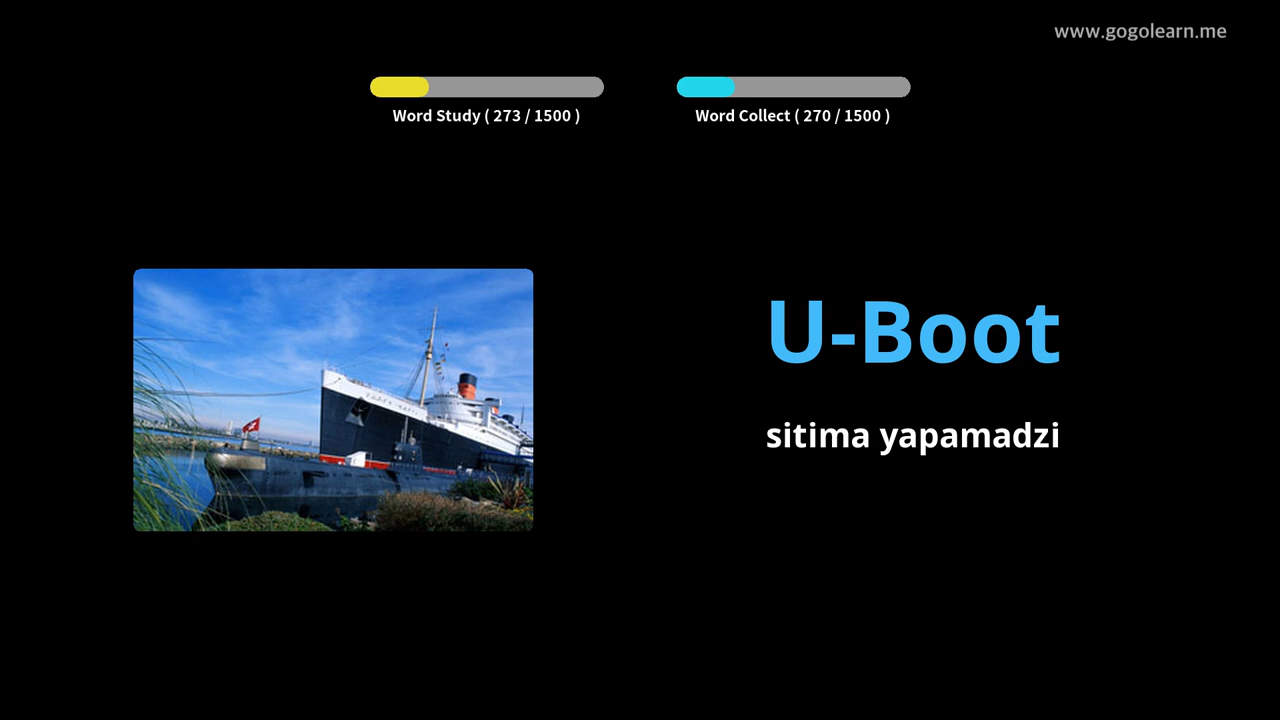 www.gogolearn.me
Word Study ( 273 / 1500 )
Word Collect ( 270 / 1500 )
U-Boot
sitima yapamadzi